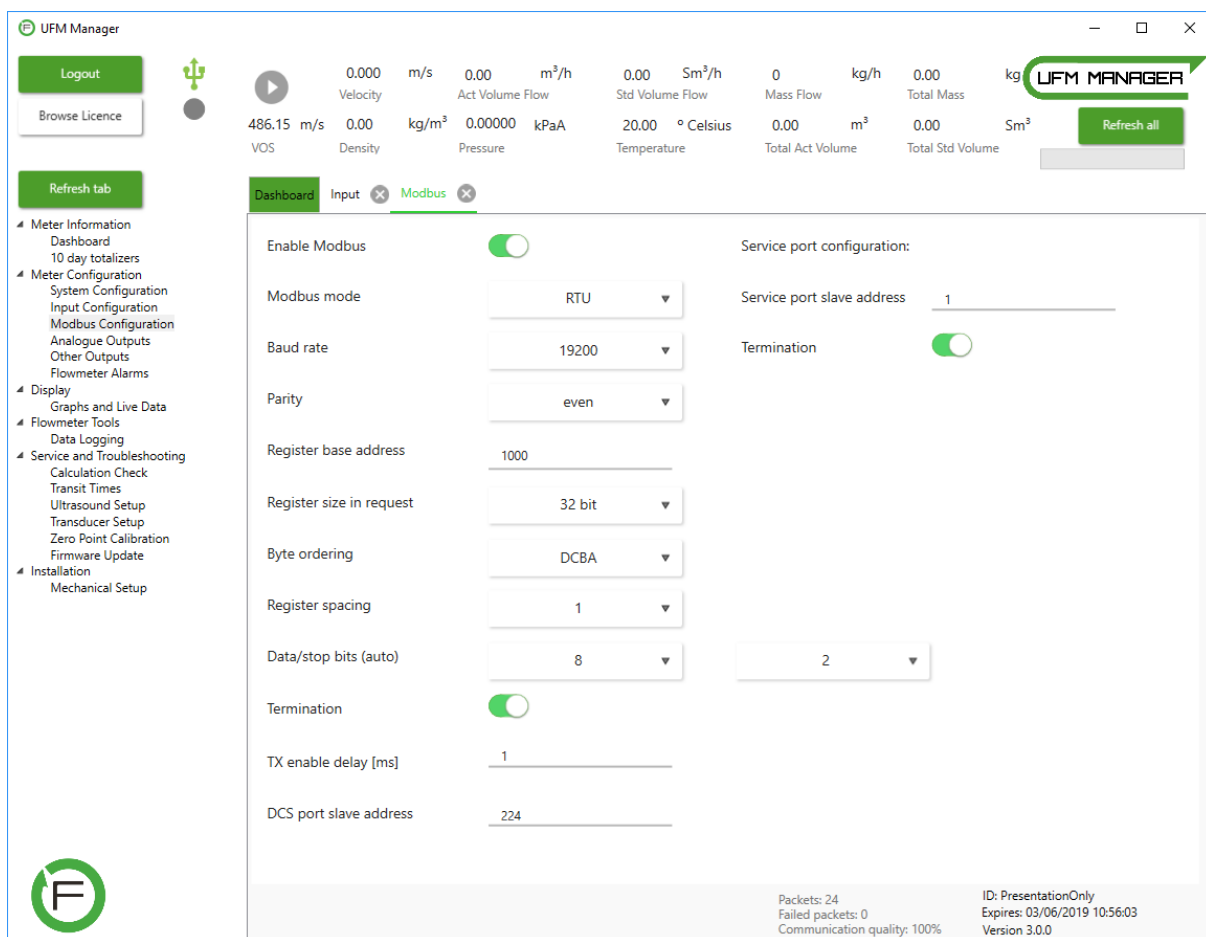 UFM Manager
Logout
Browse Licence
0.000 m/s
Velocity
0.00 m³/h
Act Volume Flow
0.00 Sm³/h
Std Volume Flow
0 kg/h
Mass Flow
0.00 kg
Total Mass
UFM MANAGER
486.15 m/s
VOS
0.00 kg/m³
Density
0.00000 kPaA
Pressure
20.00 ° Celsius
Temperature
0.00 m³
Total Act Volume
0.00 Sm³
Total Std Volume
Refresh all
Refresh tab
Meter Information
Dashboard
10 day totalizers
Meter Configuration
System Configuration
Input Configuration
Modbus Configuration
Analogue Outputs
Other Outputs
Flowmeter Alarms
Display
Graphs and Live Data
Flowmeter Tools
Data Logging
Service and Troubleshooting
Calculation Check
Transit Times
Ultrasound Setup
Transducer Setup
Zero Point Calibration
Firmware Update
Installation
Mechanical Setup
F
Dashboard Input Modbus
Enable Modbus
Modbus mode RTU
Baud rate 19200
Parity even
Register base address 1000
Register size in request 32 bit
Byte ordering DCBA
Register spacing 1
Data/stop bits (auto) 8 2
Termination
TX enable delay [ms] 1
DCS port slave address 224
Service port configuration:
Service port slave address 1
Termination
Packets: 24
Failed packets: 0
Communication quality: 100%
ID: PresentationOnly
Expires: 03/06/2019 10:56:03
Version 3.0.0